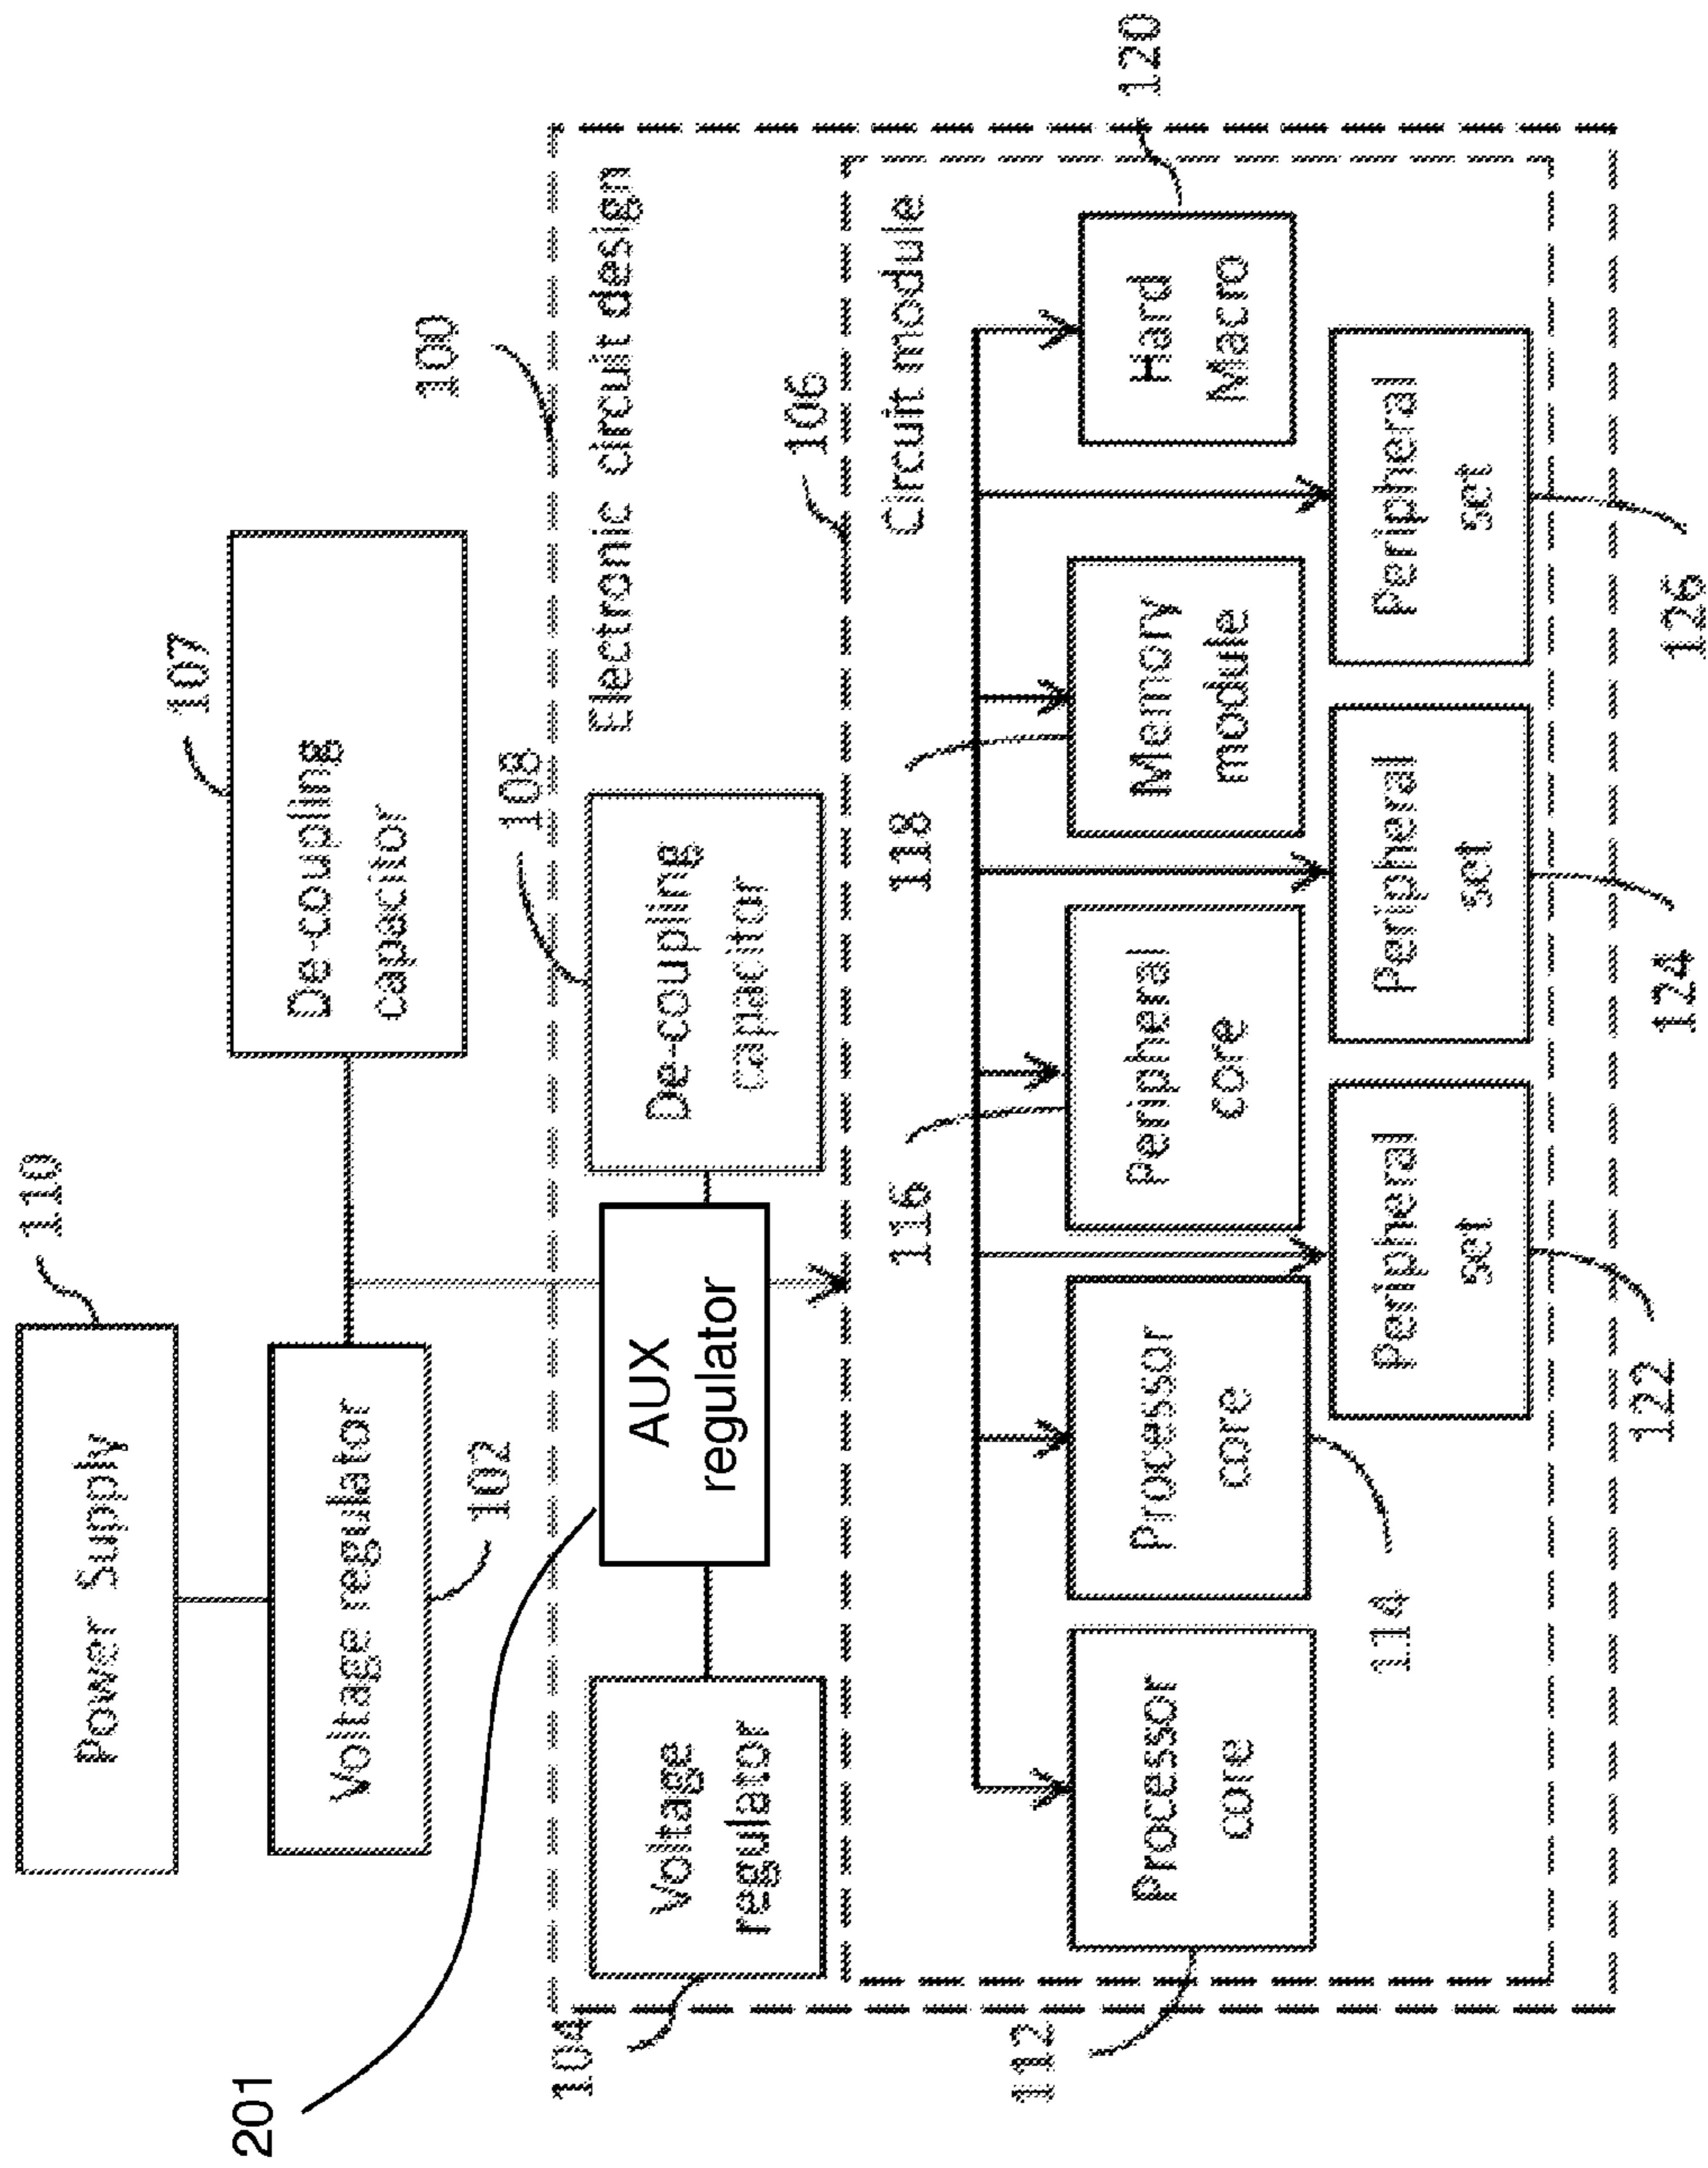 110
Power Supply
107
De-coupling
capacitor
Voltage regulator
102
100
201
108
Electronic circuit design
104
Voltage
regulator
AUX
regulator
De-coupling
capacitor
106
Circuit module
116
118
120
112
Processor
core
Processor
core
114
Peripheral
core
Memory
module
Hard
Macro
Peripheral
set
122
Peripheral
set
124
Peripheral
set
126